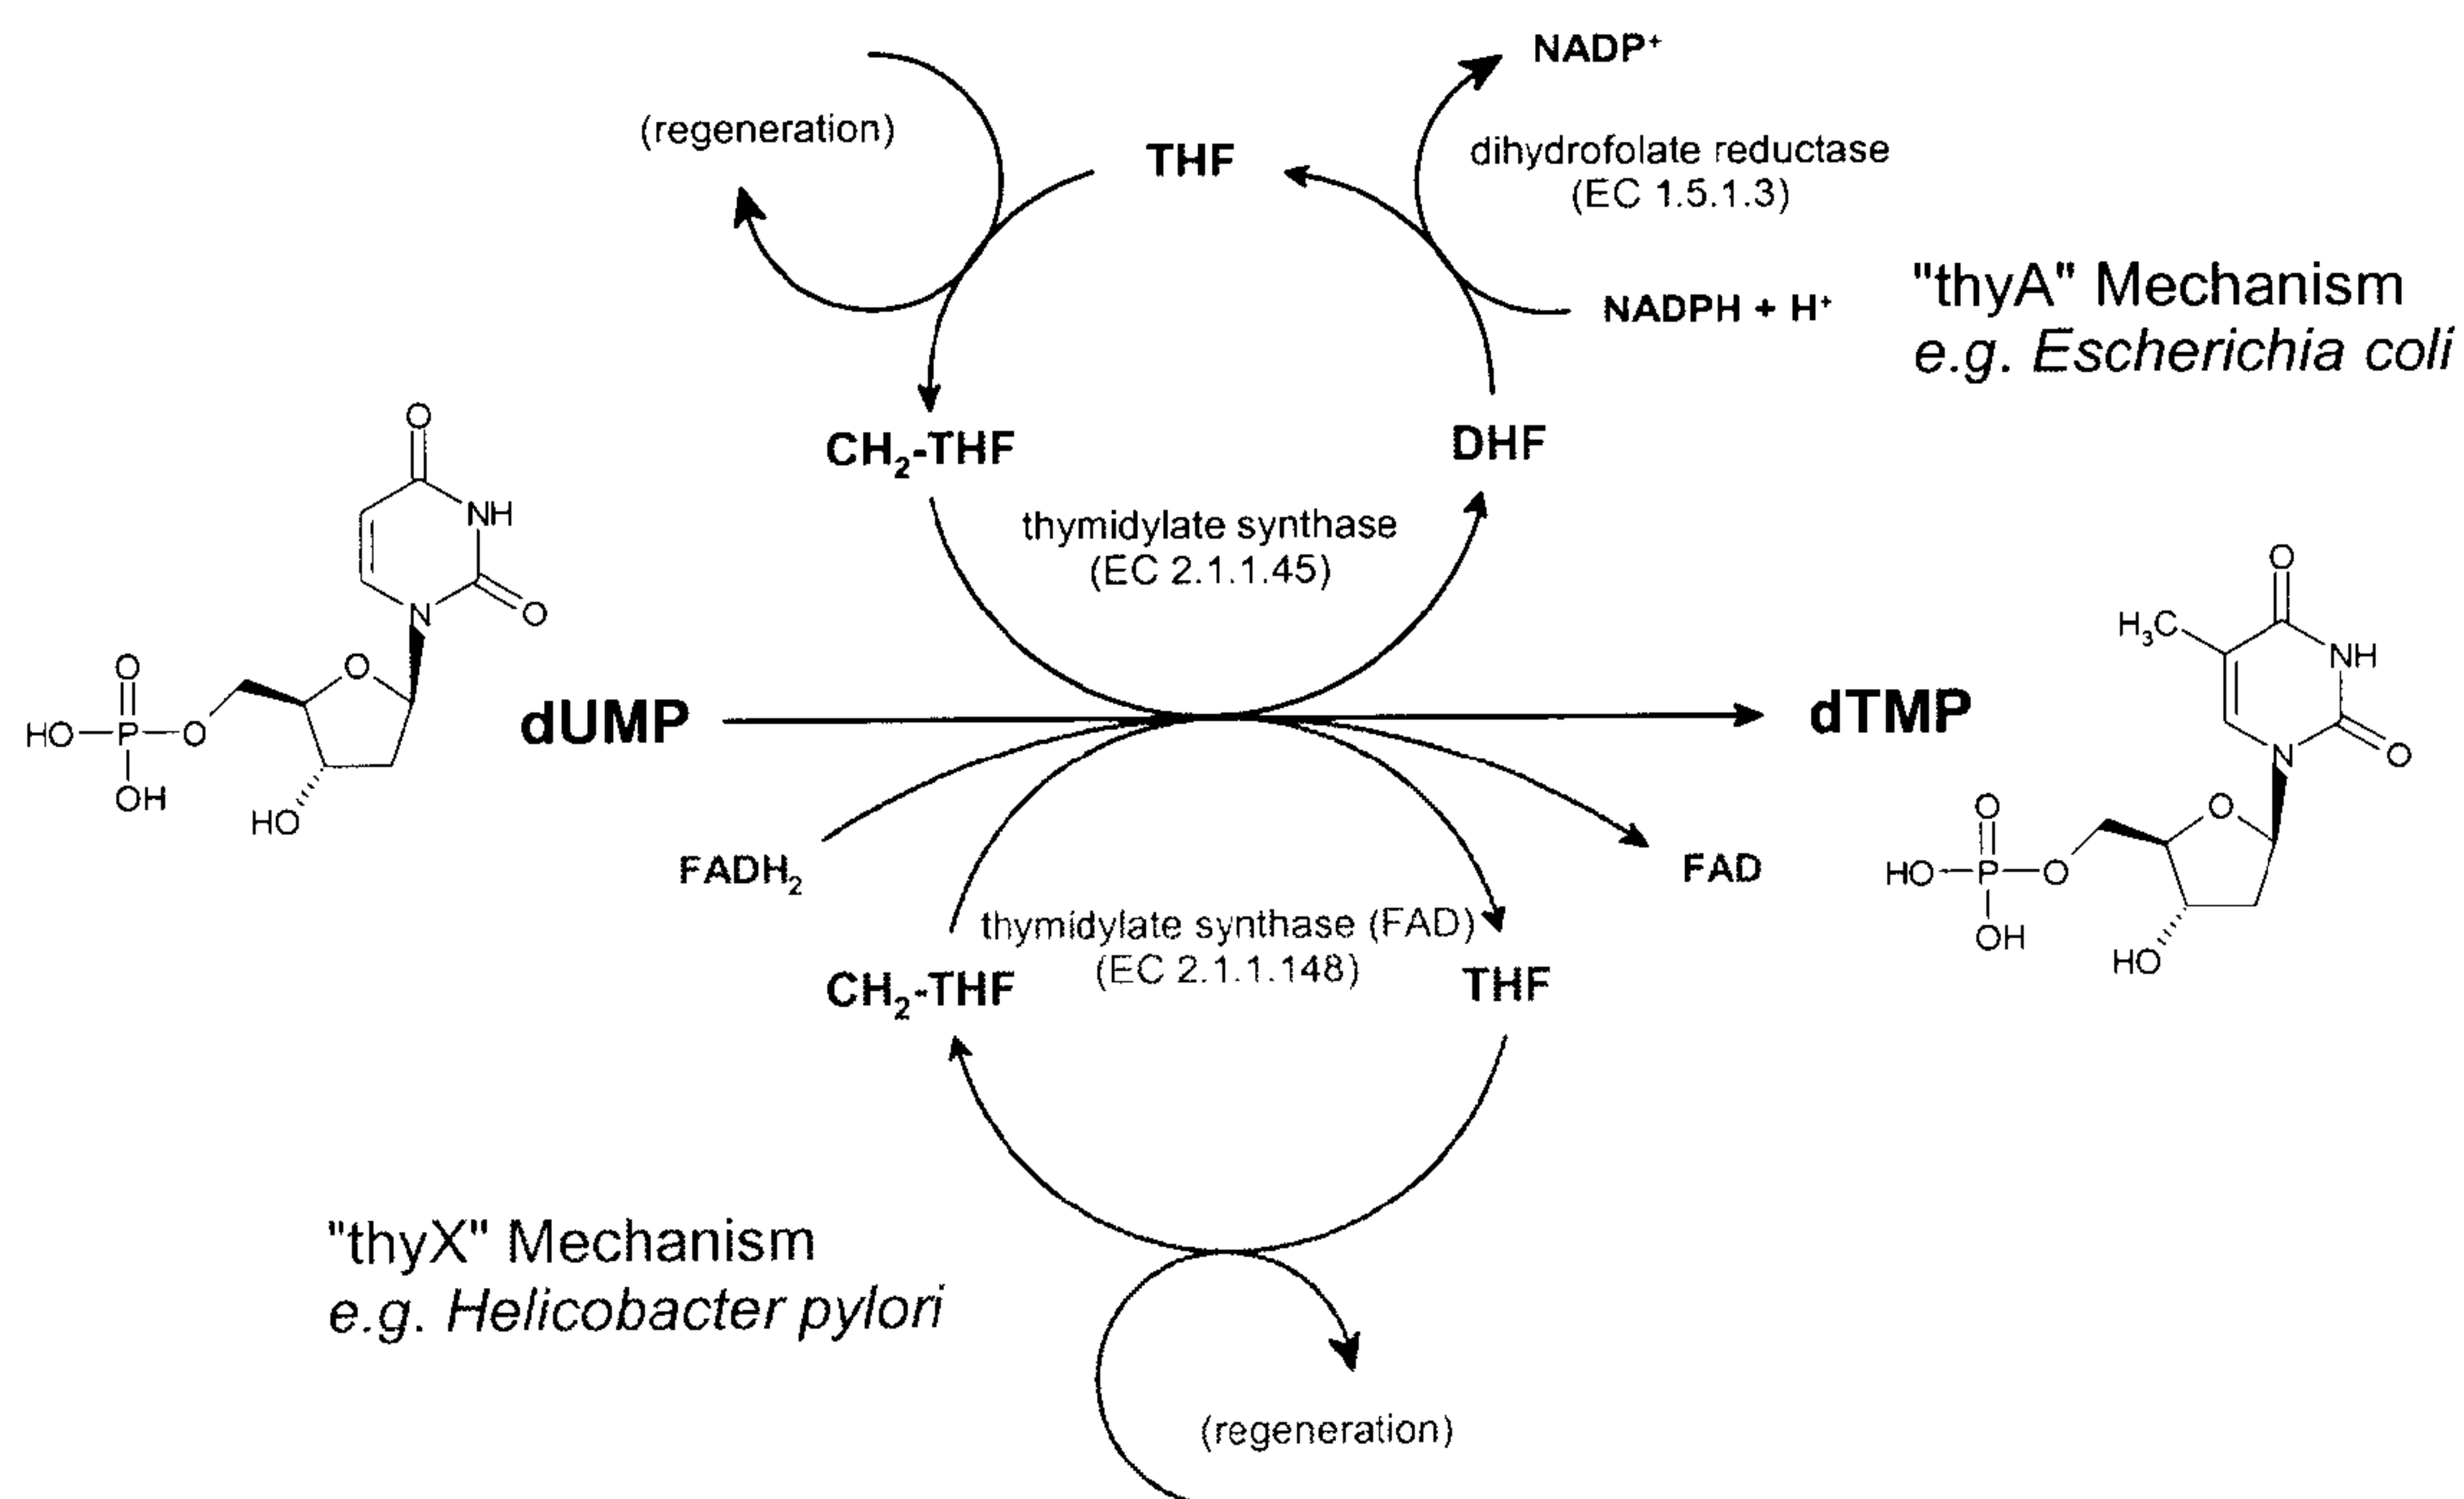 NADP⁺
(regeneration)
THF
dihydrofolate reductase
(EC 1.5.1.3)
"thyA" Mechanism
e.g. Escherichia coli
NADPH + H⁺
CH₂-THF
DHF
thymidylate synthase
(EC 2.1.1.45)
O
NH
O
N
O
O
HO
P
O
OH
HO
dUMP
dTMP
O
H₃C
NH
O
N
O
O
HO
P
O
OH
HO
FADH₂
FAD
thymidylate synthase (FAD)
(EC 2.1.1.148)
CH₂-THF
THF
"thyX" Mechanism
e.g. Helicobacter pylori
(regeneration)